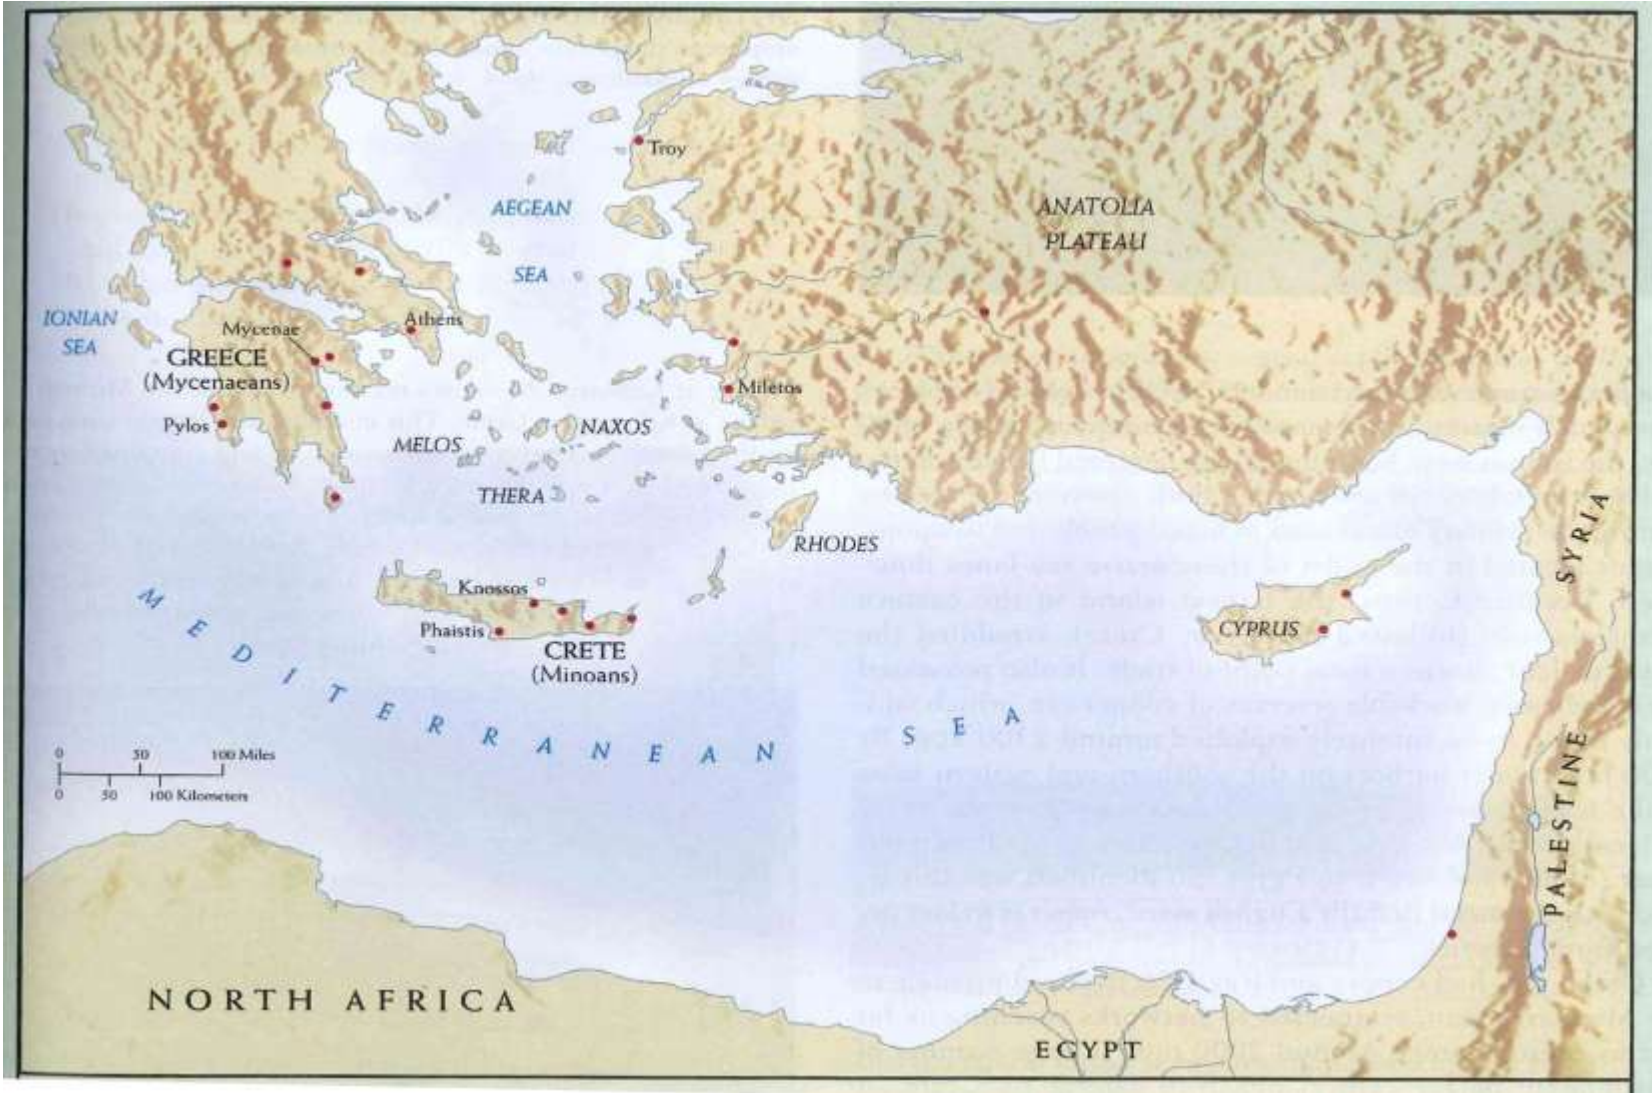 Troy
AEGEAN
SEA
ANATOLIA
PLATEAU
IONIAN
SEA
Athens
Mycenae
GREECE
(Mycenaeans)
Pylos
Miletos
NAXOS
MELOS
THERA
RHODES
Knossos
Phaistis
CRETE
(Minoans)
CYPRUS
SYRIA
PALESTINE
MEDITERRANEAN SEA
0 50 100 Miles
0 50 100 Kilometers
NORTH AFRICA
EGYPT